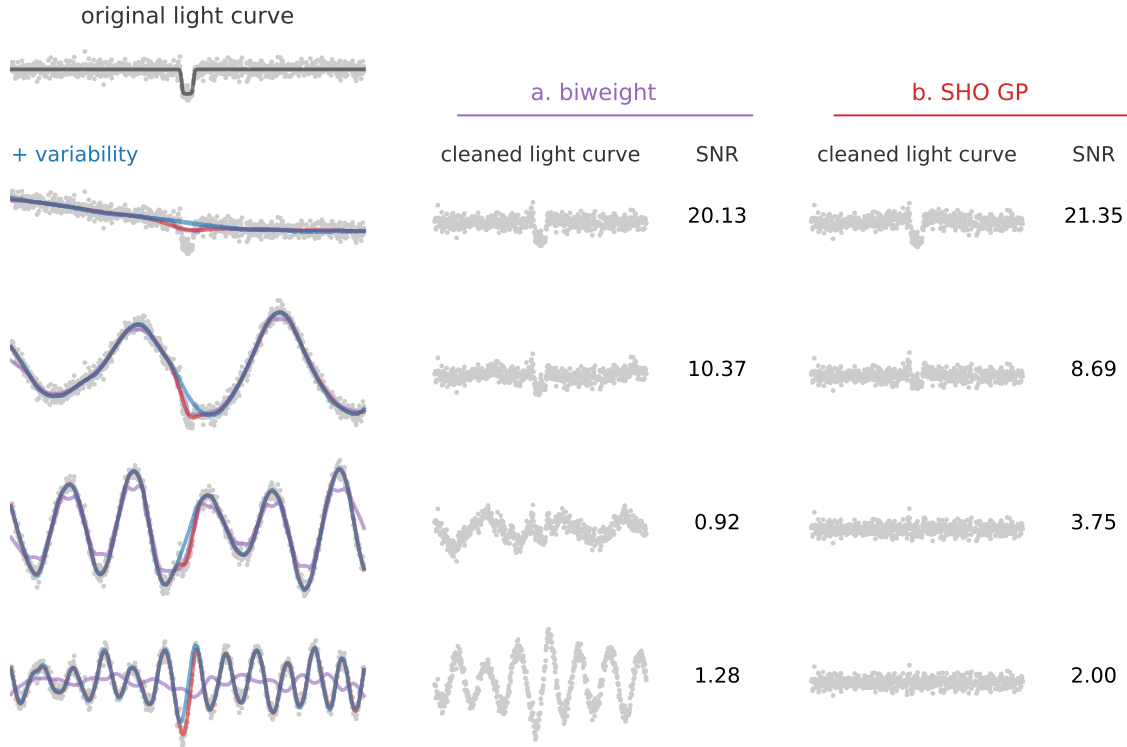 original light curve
a. biweight
b. SHO GP
+ variability
cleaned light curve SNR cleaned light curve SNR
20.13 21.35
10.37 8.69
0.92 3.75
1.28 2.00